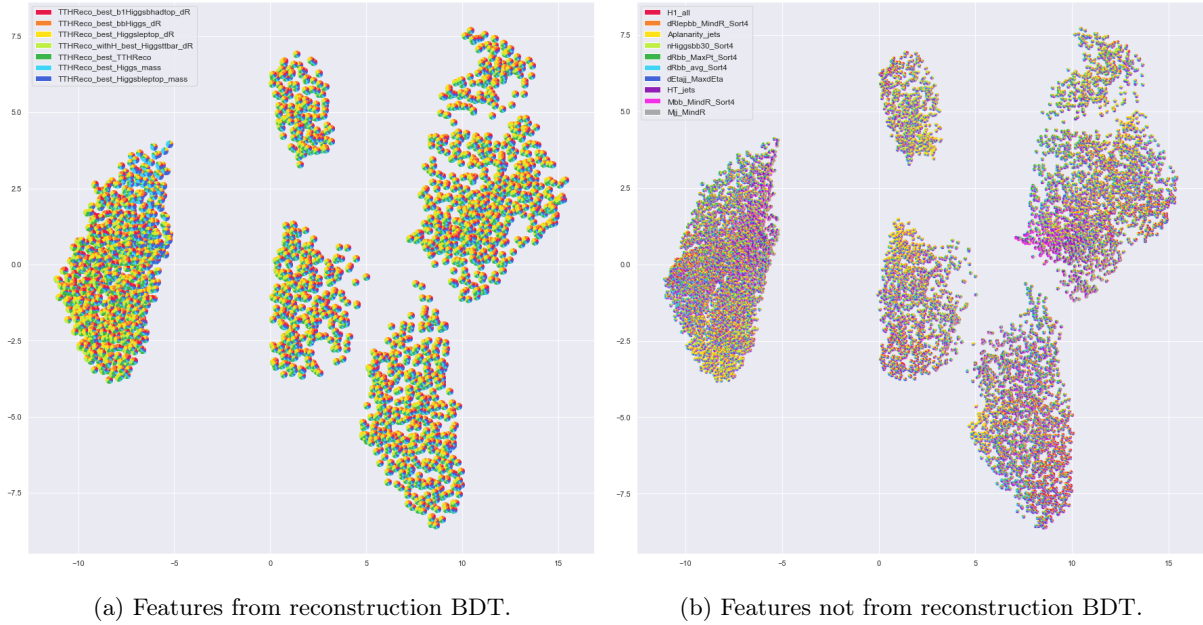 TTHReco_best_b1Higgsbhadtop_dR
TTHReco_best_bbHiggs_dR
TTHReco_best_Higgsleptop_dR
TTHReco_withH_best_Higgsttbar_dR
TTHReco_best_TTHReco
TTHReco_best_Higgs_mass
TTHReco_best_Higgsbleptop_mass
7.5
5.0
2.5
0.0
−2.5
−5.0
−7.5
−10
−5
0
5
10
15
H1_all
dRlepbb_MindR_Sort4
Aplanarity_jets
nHiggsbb30_Sort4
dRbb_MaxPt_Sort4
dRbb_avg_Sort4
dEtajj_MaxdEta
HT_jets
Mbb_MindR_Sort4
Mjj_MindR
7.5
5.0
2.5
0.0
−2.5
−5.0
−7.5
−10
−5
0
5
10
15
(a) Features from reconstruction BDT.
(b) Features not from reconstruction BDT.